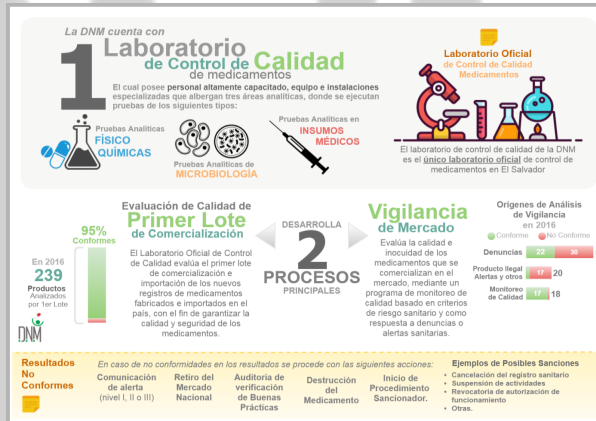 La DNM cuenta con
1 Laboratorio
de Control de Calidad
de medicamentos
El cual posee personal altamente capacitado, equipo e instalaciones
especializadas que albergan tres áreas analíticas, donde se ejecutan
pruebas de los siguientes tipos:
Pruebas Analíticas
FÍSICO
QUÍMICAS
Pruebas Analíticas de
MICROBIOLOGÍA
Pruebas Analíticas en
INSUMOS
MÉDICOS
Laboratorio Oficial
de Control de Calidad
Medicamentos
El laboratorio de control de calidad de la DNM
es el único laboratorio oficial de control de
medicamentos en El Salvador
95%
Conformes
En 2016
239
Productos
Analizados
por 1er Lote
DNM
Evaluación de Calidad de
Primer Lote
de Comercialización
El Laboratorio Oficial de Control
de Calidad evalúa el primer lote
de comercialización e
importación de los nuevos
registros de medicamentos
fabricados e importados en el
país, con el fin de garantizar la
calidad y seguridad de los
medicamentos.
DESARROLLA
2
PROCESOS
PRINCIPALES
Vigilancia
de Mercado
Evalúa la calidad e
inocuidad de los
medicamentos que se
comercializan en el
mercado, mediante un
programa de monitoreo de
calidad basado en criterios
de riesgo sanitario y como
respuesta a denuncias o
alertas sanitarias.
Orígenes de Análisis
de Vigilancia
en 2016
Conforme No Conforme
Denuncias 22 30
Producto Ilegal
Alertas y otros 17 20
Monitoreo
de Calidad 17 18
Resultados
No
Conformes
En caso de no conformidades en los resultados se procede con las siguientes acciones:
Comunicación
de alerta
(nivel I, II o III)
Retiro del
Mercado
Nacional
Auditoria de
verificación
de Buenas
Prácticas
Destrucción
del
Medicamento
Inicio de
Procedimiento
Sancionador.
Ejemplos de Posibles Sanciones
• Cancelación del registro sanitario
• Suspensión de actividades
• Revocatoria de autorización de
funcionamiento
• Otras.